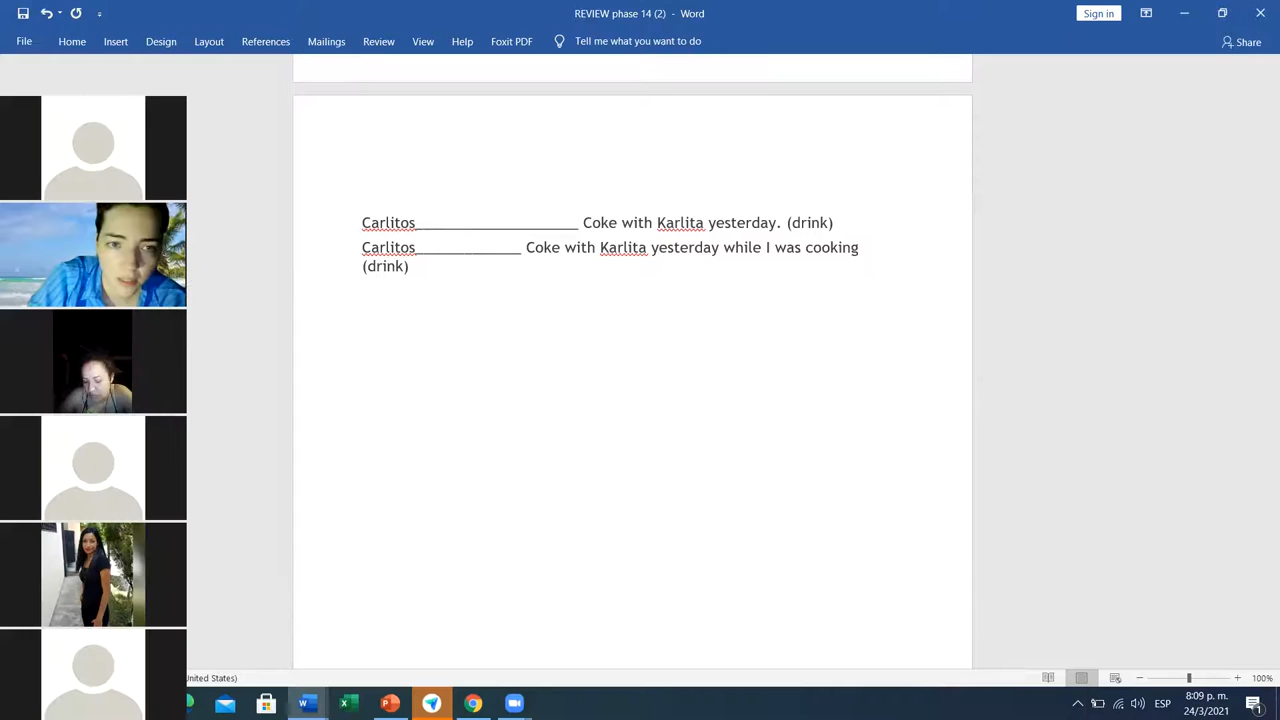 REVIEW phase 14 (2) - Word
Sign in
File Home Insert Design Layout References Mailings Review View Help Foxit PDF Tell me what you want to do Share
Carlitos__________________ Coke with Karlita yesterday. (drink)
Carlitos____________ Coke with Karlita yesterday while I was cooking
(drink)
United States)
100%
ESP
8:09 p. m.
24/3/2021